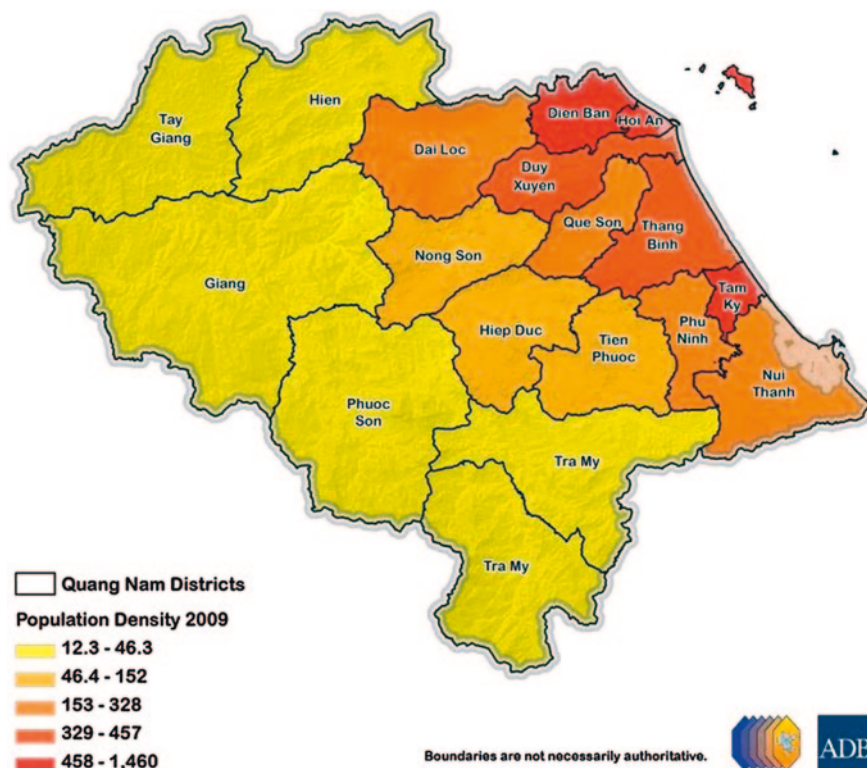 Hien
Tay
Giang
Dien Ban
Hoi An
Dai Loc
Duy
Xuyen
Que Son
Thang
Binh
Nong Son
Giang
Tam
Ky
Phu
Ninh
Hiep Duc
Tien
Phuoc
Nui
Thanh
Phuoc
Son
Tra My
Tra My
Quang Nam Districts
Population Density 2009
12.3 - 46.3
46.4 - 152
153 - 328
329 - 457
458 - 1,460
Boundaries are not necessarily authoritative.
ADB